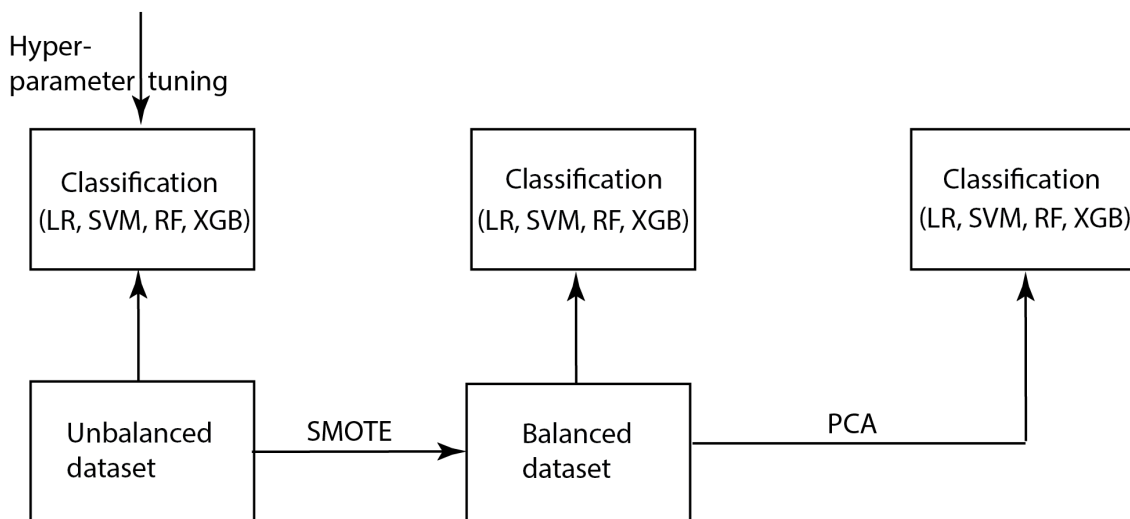 Hyper-
parameter tuning
Classification
(LR, SVM, RF, XGB)
Classification
(LR, SVM, RF, XGB)
Classification
(LR, SVM, RF, XGB)
Unbalanced
dataset
SMOTE
Balanced
dataset
PCA